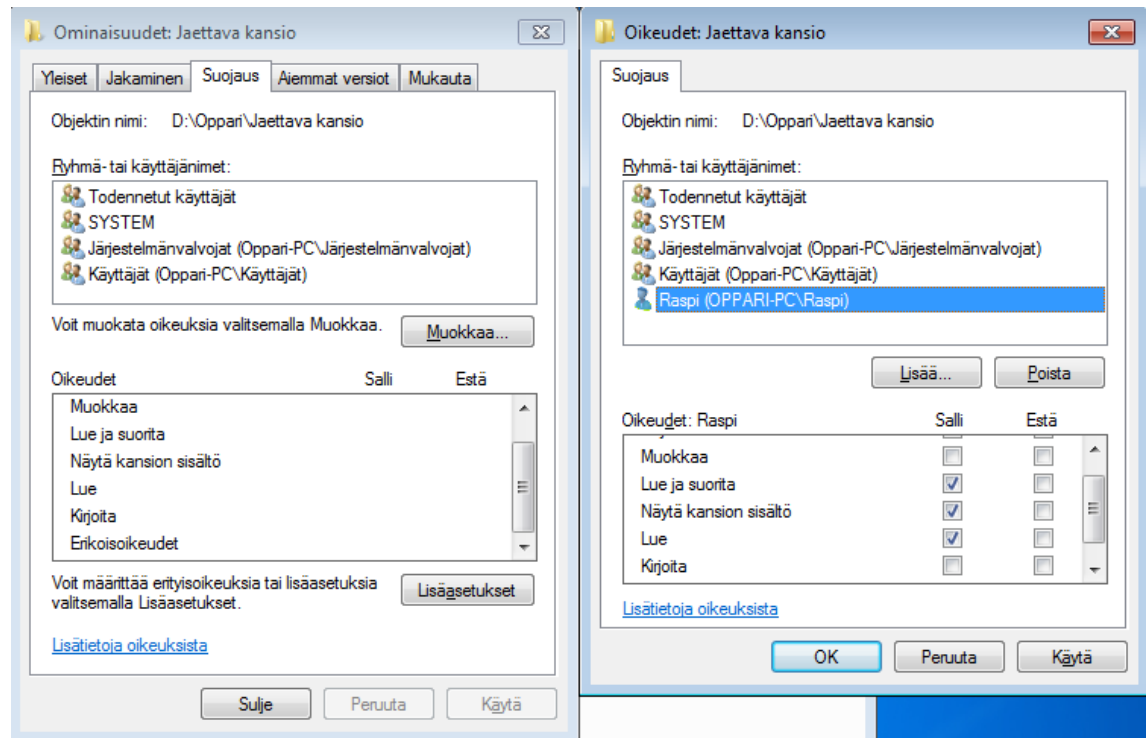 Ominaisuudet: Jaettava kansio
Yleiset
Jakaminen
Suojaus
Aiemmat versiot
Mukauta
Objektin nimi: D:\Oppari\Jaettava kansio
Ryhmä- tai käyttäjänimet:
Todennetut käyttäjät
SYSTEM
Järjestelmänvalvojat (Oppari-PC\Järjestelmänvalvojat)
Käyttäjät (Oppari-PC\Käyttäjät)
Voit muokata oikeuksia valitsemalla Muokkaa.
Muokkaa...
Oikeudet Salli Estä
Muokkaa
Lue ja suorita
Näytä kansion sisältö
Lue
Kirjoita
Erikoisoikeudet
Voit määrittää erityisoikeuksia tai lisäasetuksia
valitsemalla Lisäasetukset.
Lisäasetukset
Lisätietoja oikeuksista
Sulje
Peruuta
Käytä
Oikeudet: Jaettava kansio
Suojaus
Objektin nimi: D:\Oppari\Jaettava kansio
Ryhmä- tai käyttäjänimet:
Todennetut käyttäjät
SYSTEM
Järjestelmänvalvojat (Oppari-PC\Järjestelmänvalvojat)
Käyttäjät (Oppari-PC\Käyttäjät)
Raspi (OPPARI-PC\Raspi)
Lisää...
Poista
Oikeudet: Raspi Salli Estä
Muokkaa
Lue ja suorita
Näytä kansion sisältö
Lue
Kirjoita
Lisätietoja oikeuksista
OK
Peruuta
Käytä